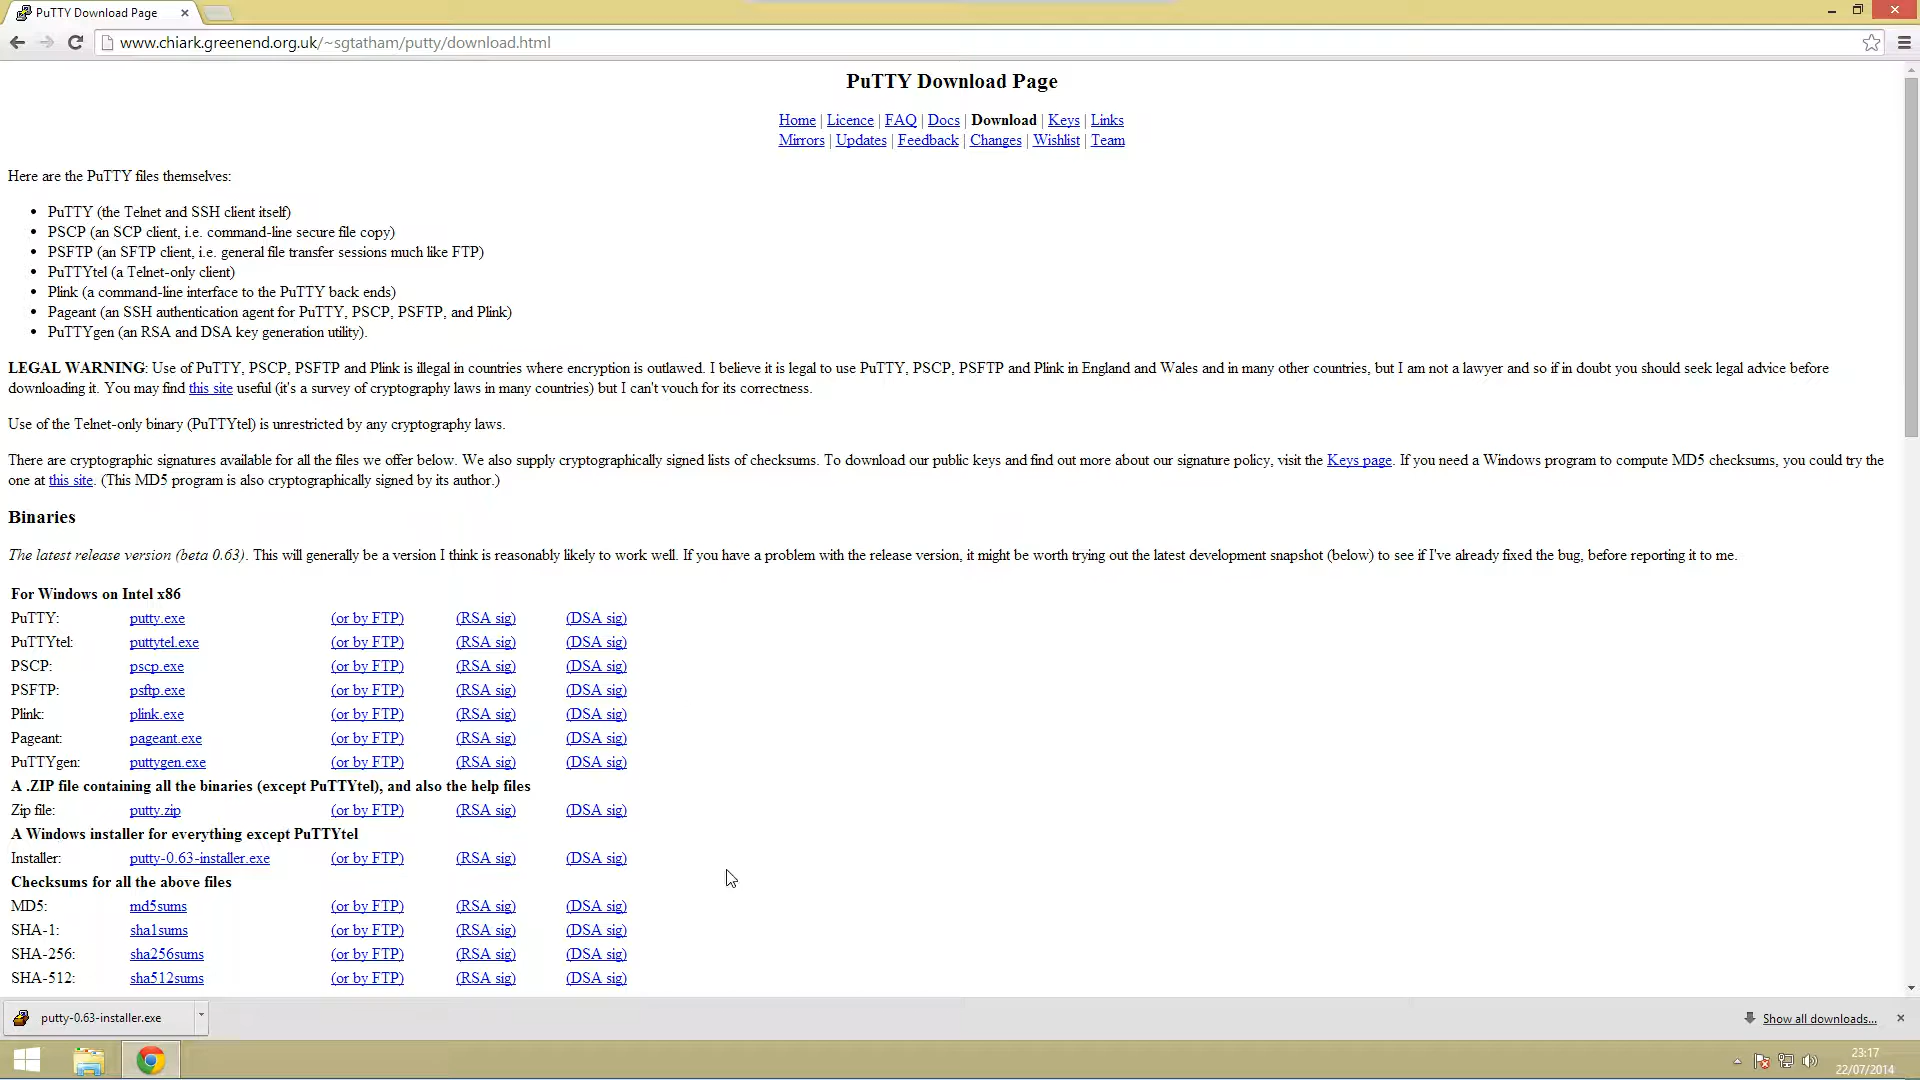 PuTTY Download Page
www.chiark.greenend.org.uk/~sgtatham/putty/download.html
PuTTY Download Page
Home | Licence | FAQ | Docs | Download | Keys | Links
Mirrors | Updates | Feedback | Changes | Wishlist | Team
Here are the PuTTY files themselves:
• PuTTY (the Telnet and SSH client itself)
• PSCP (an SCP client, i.e. command-line secure file copy)
• PSFTP (an SFTP client, i.e. general file transfer sessions much like FTP)
• PuTTYtel (a Telnet-only client)
• Plink (a command-line interface to the PuTTY back ends)
• Pageant (an SSH authentication agent for PuTTY, PSCP, PSFTP, and Plink)
• PuTTYgen (an RSA and DSA key generation utility).
LEGAL WARNING: Use of PuTTY, PSCP, PSFTP and Plink is illegal in countries where encryption is outlawed. I believe it is legal to use PuTTY, PSCP, PSFTP and Plink in England and Wales and in many other countries, but I am not a lawyer and so if in doubt you should seek legal advice before
downloading it. You may find this site useful (it's a survey of cryptography laws in many countries) but I can't vouch for its correctness.
Use of the Telnet-only binary (PuTTYtel) is unrestricted by any cryptography laws.
There are cryptographic signatures available for all the files we offer below. We also supply cryptographically signed lists of checksums. To download our public keys and find out more about our signature policy, visit the Keys page. If you need a Windows program to compute MD5 checksums, you could try the
one at this site. (This MD5 program is also cryptographically signed by its author.)
Binaries
The latest release version (beta 0.63). This will generally be a version I think is reasonably likely to work well. If you have a problem with the release version, it might be worth trying out the latest development snapshot (below) to see if I've already fixed the bug, before reporting it to me.
For Windows on Intel x86
PuTTY: putty.exe (or by FTP) (RSA sig) (DSA sig)
PuTTYtel: puttytel.exe (or by FTP) (RSA sig) (DSA sig)
PSCP: pscp.exe (or by FTP) (RSA sig) (DSA sig)
PSFTP: psftp.exe (or by FTP) (RSA sig) (DSA sig)
Plink: plink.exe (or by FTP) (RSA sig) (DSA sig)
Pageant: pageant.exe (or by FTP) (RSA sig) (DSA sig)
PuTTYgen: puttygen.exe (or by FTP) (RSA sig) (DSA sig)
A .ZIP file containing all the binaries (except PuTTYtel), and also the help files
Zip file: putty.zip (or by FTP) (RSA sig) (DSA sig)
A Windows installer for everything except PuTTYtel
Installer: putty-0.63-installer.exe (or by FTP) (RSA sig) (DSA sig)
Checksums for all the above files
MD5: md5sums (or by FTP) (RSA sig) (DSA sig)
SHA-1: sha1sums (or by FTP) (RSA sig) (DSA sig)
SHA-256: sha256sums (or by FTP) (RSA sig) (DSA sig)
SHA-512: sha512sums (or by FTP) (RSA sig) (DSA sig)
putty-0.63-installer.exe
Show all downloads...
23:17
22/07/2014